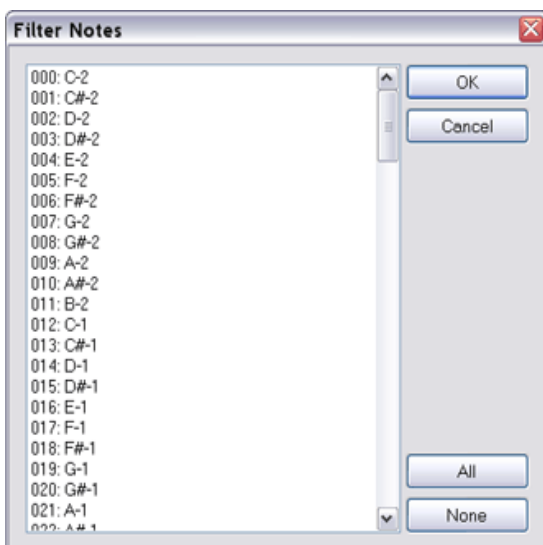 Filter Notes
000: C-2
001: C#-2
002: D-2
003: D#-2
004: E-2
005: F-2
006: F#-2
007: G-2
008: G#-2
009: A-2
010: A#-2
011: B-2
012: C-1
013: C#-1
014: D-1
015: D#-1
016: E-1
017: F-1
018: F#-1
019: G-1
020: G#-1
021: A-1
022: A#-1
OK
Cancel
All
None